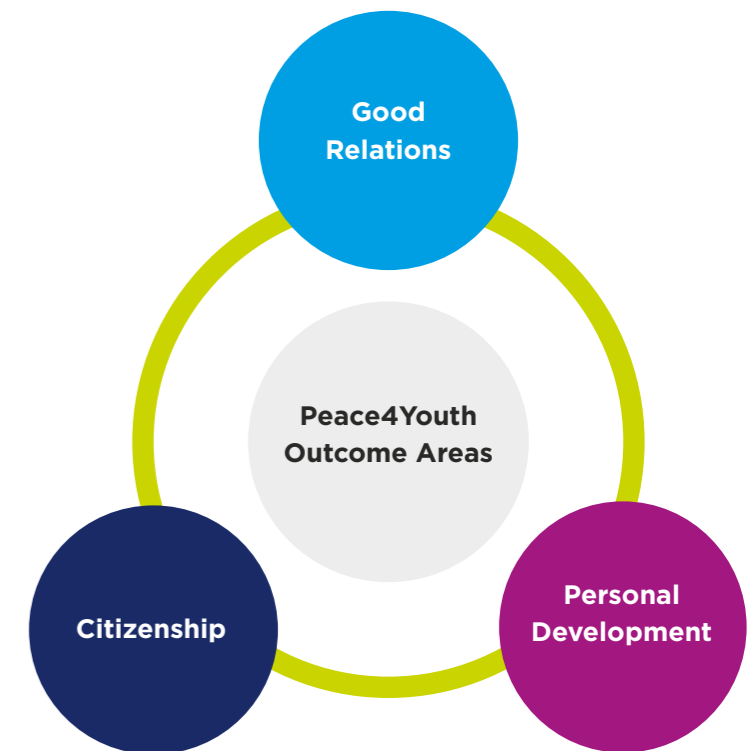 Good
Relations
Peace4Youth
Outcome Areas
Citizenship
Personal
Development